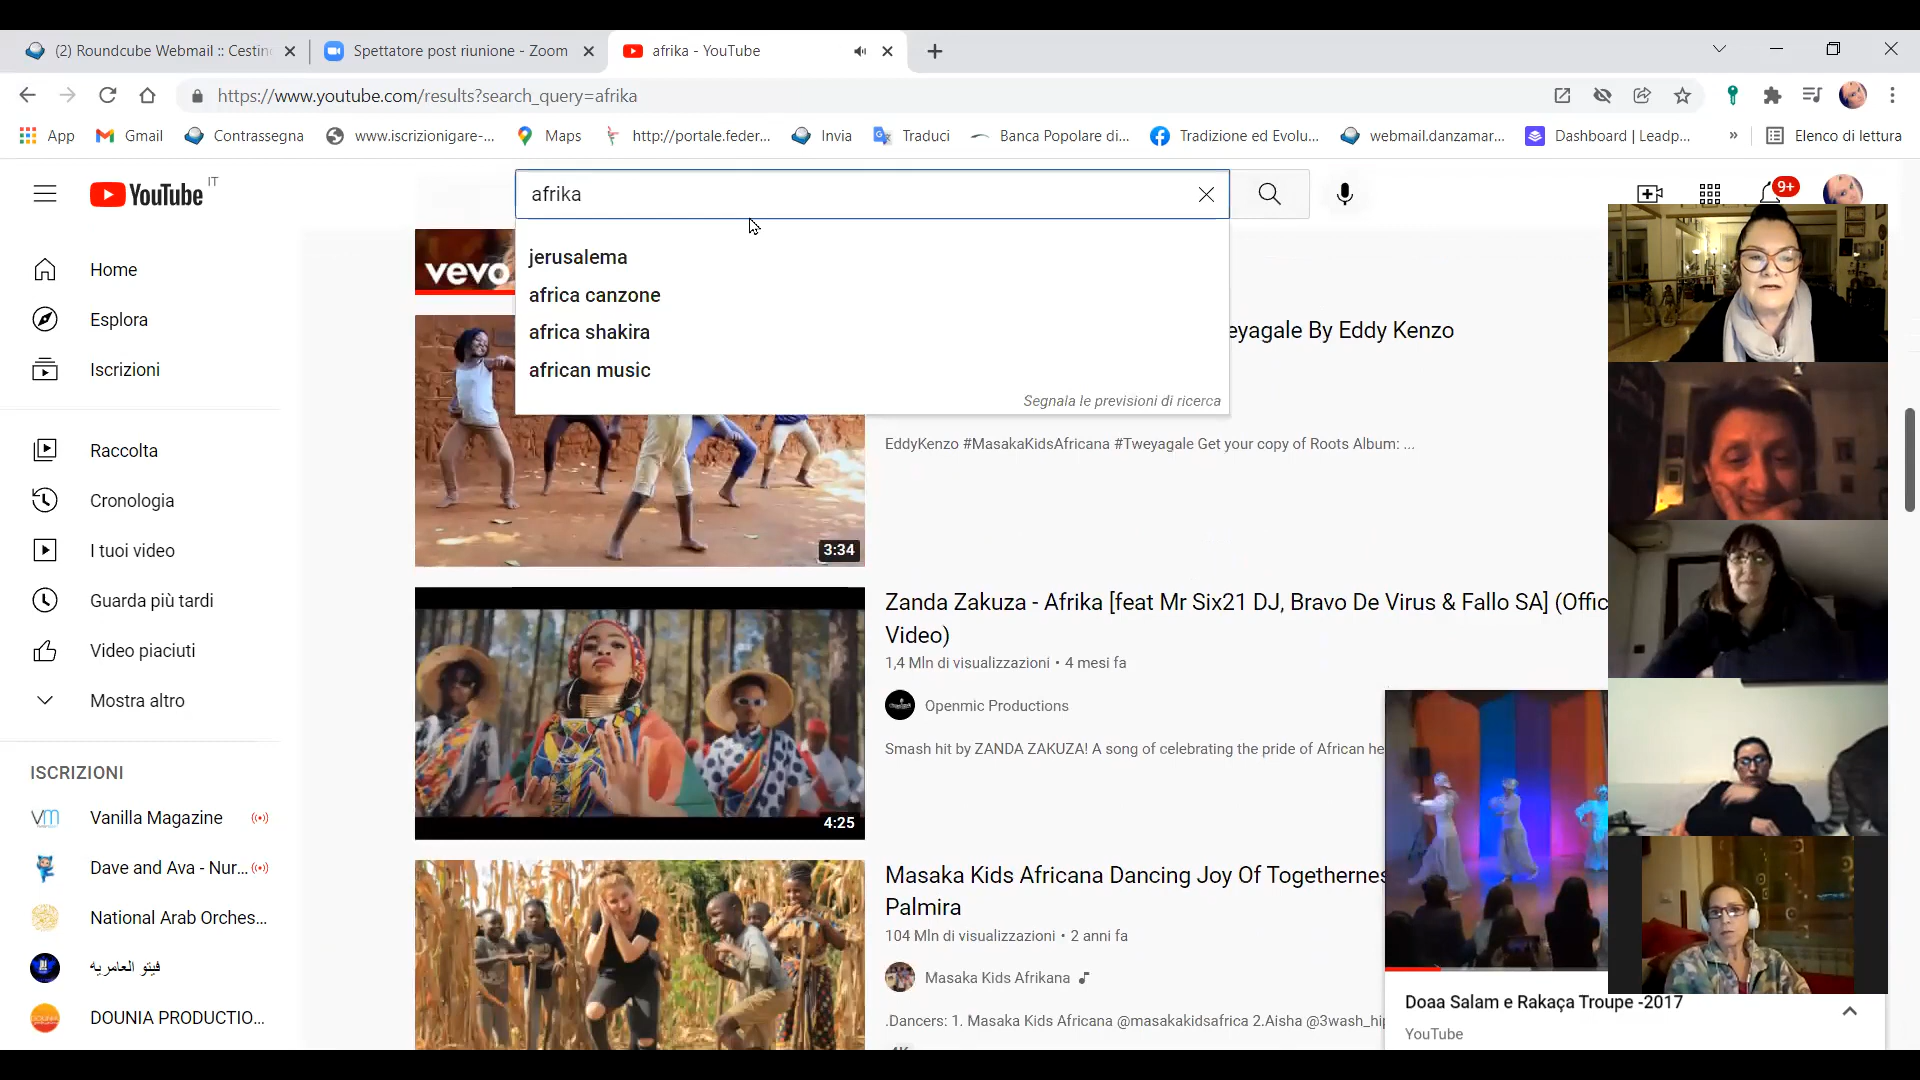 (2) Roundcube Webmail :: Cestin
Spettatore post riunione - Zoom
afrika - YouTube
https://www.youtube.com/results?search_query=afrika
App
Gmail
Contrassegna
www.iscrizionigare-...
Maps
http://portale.feder...
Invia
Traduci
Banca Popolare di...
Tradizione ed Evolu...
webmail.danzamar...
Dashboard | Leadp...
»
Elenco di lettura
YouTube IT
afrika
9+
jerusalema
africa canzone
africa shakira
african music
Segnala le previsioni di ricerca
Home
Esplora
Iscrizioni
Raccolta
Cronologia
I tuoi video
Guarda più tardi
Video piaciuti
Mostra altro
ISCRIZIONI
Vanilla Magazine
Dave and Ava - Nur...
National Arab Orches...
فيتو العامريه
DOUNIA PRODUCTIO...
vevo
eyagale By Eddy Kenzo
EddyKenzo #MasakaKidsAfricana #Tweyagale Get your copy of Roots Album: ...
3:34
Zanda Zakuza - Afrika [feat Mr Six21 DJ, Bravo De Virus & Fallo SA] (Offic
Video)
1,4 Mln di visualizzazioni • 4 mesi fa
Openmic Productions
Smash hit by ZANDA ZAKUZA! A song of celebrating the pride of African he
4:25
Masaka Kids Africana Dancing Joy Of Togethernes
Palmira
104 Mln di visualizzazioni • 2 anni fa
Masaka Kids Afrikana
.Dancers: 1. Masaka Kids Africana @masakakidsafrica 2.Aisha @3wash_hip
Doaa Salam e Rakaça Troupe -2017
YouTube